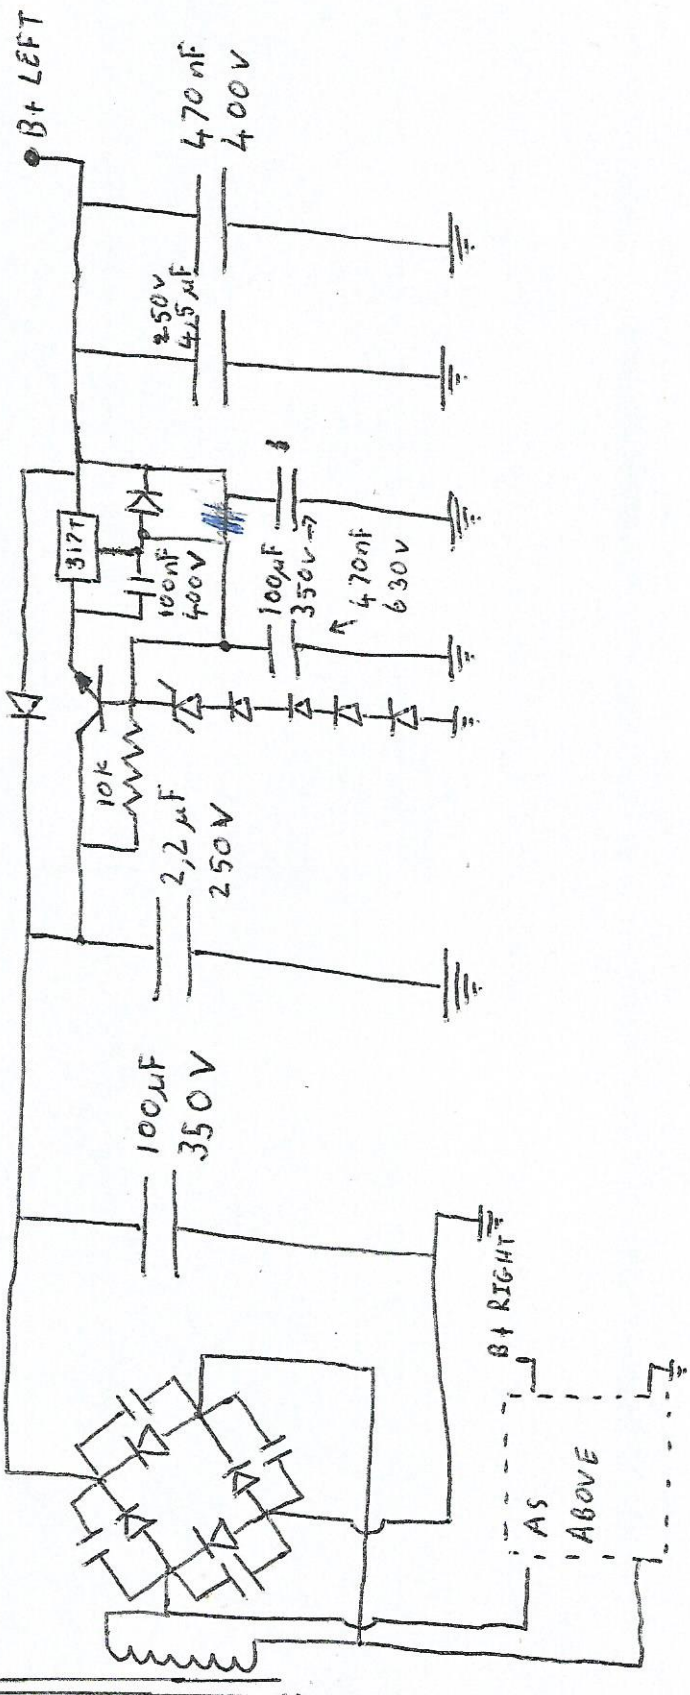 B+ LEFT
470nF
400V
250V
4,5µF
317T
100nF
400V
100µF
350V→
470nF
630V
10K
2,2µF
250V
100µF
350V
B+ RIGHT
AS
ABOVE